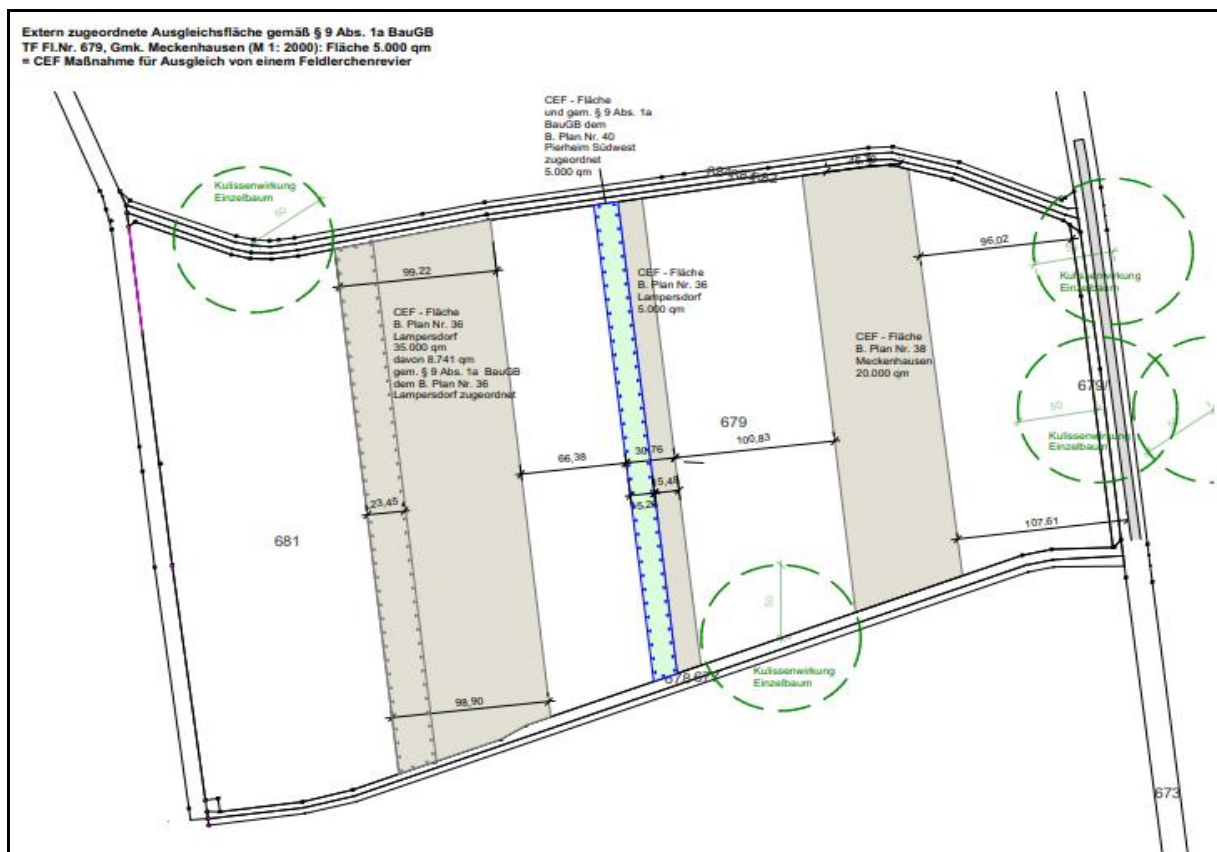 Extern zugeordnete Ausgleichsfläche gemäß § 9 Abs. 1a BauGB
TF Fl.Nr. 679, Gmk. Meckenhausen (M 1: 2000): Fläche 5.000 qm
= CEF Maßnahme für Ausgleich von einem Feldlerchenrevier
CEF - Fläche
und gem. § 9 Abs. 1a
BauGB dem
B. Plan Nr. 40
Pierheim Südwest
zugeordnet
5.000 qm
Kulissenwirkung
Einzelbaum
50
96,02
Kulissenwirkung
Einzelbaum
99,22
CEF - Fläche
B. Plan Nr. 36
Lampersdorf
5.000 qm
CEF - Fläche
B. Plan Nr. 36
Lampersdorf
35.000 qm
davon 8.741 qm
gem. § 9 Abs. 1a BauGB
dem B. Plan Nr. 36
Lampersdorf zugeordnet
CEF - Fläche
B. Plan Nr. 38
Meckenhausen
20.000 qm
679/
50
679
Kulissenwirkung
Einzelbaum
100,83
66,38
30,76
15,48
23,45
107,61
681
50
Kulissenwirkung
Einzelbaum
98,90
673